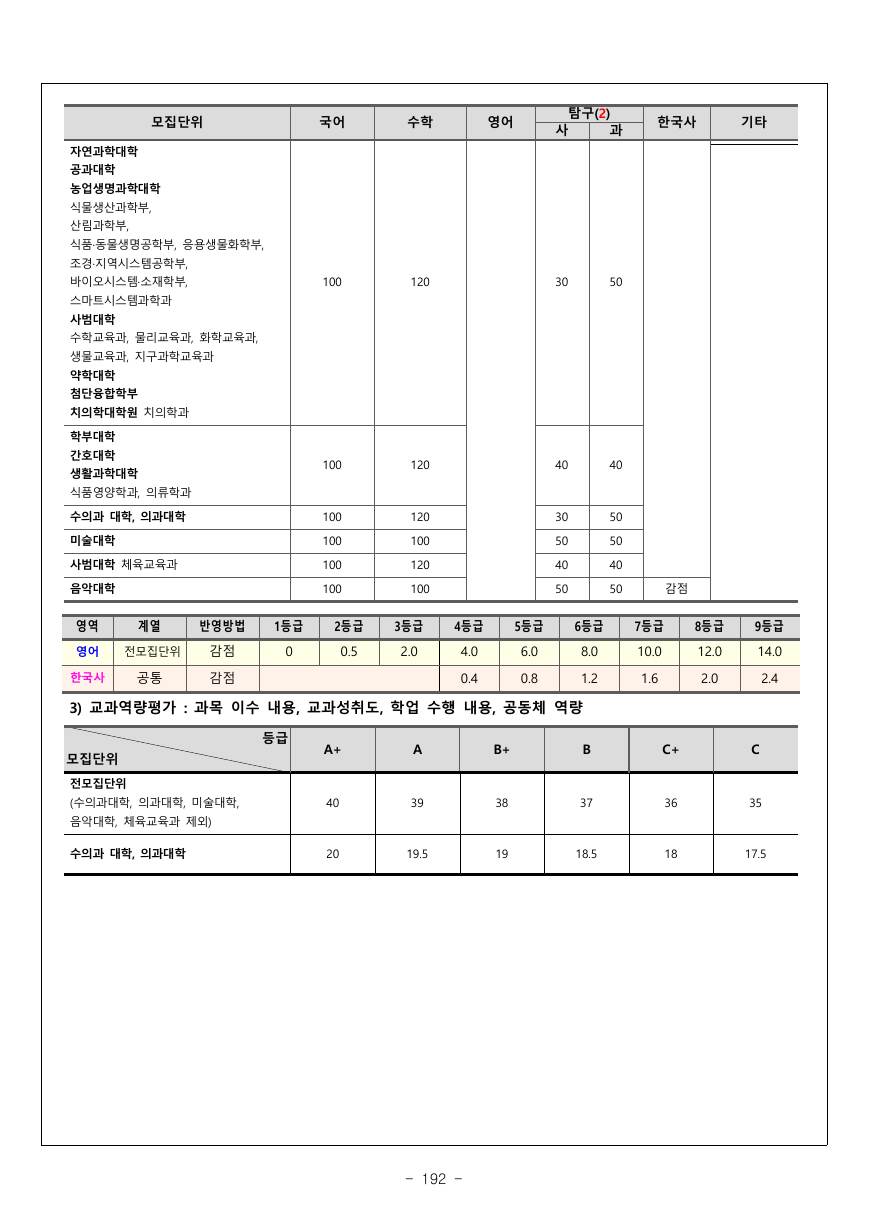 모집단위 국어 수학 영어 탐구(2) 한국사 기타
사 과
자연과학대학
공과대학
농업생명과학대학
식물생산과학부,
산림과학부,
식품·동물생명공학부, 응용생물화학부,
조경·지역시스템공학부,
바이오시스템·소재학부,
스마트시스템과학과
사범대학
수학교육과, 물리교육과, 화학교육과,
생물교육과, 지구과학교육과
약학대학
첨단융합학부
치의학대학원 치의학과
100 120 30 50
학부대학
간호대학
생활과학대학
식품영양학과, 의류학과
100 120 40 40
수의과 대학, 의과대학 100 120 30 50
미술대학 100 100 50 50
사범대학 체육교육과 100 120 40 40
음악대학 100 100 50 50 감점
영역 계열 반영방법 1등급 2등급 3등급 4등급 5등급 6등급 7등급 8등급 9등급
영어 전모집단위 감점 0 0.5 2.0 4.0 6.0 8.0 10.0 12.0 14.0
한국사 공통 감점 0.4 0.8 1.2 1.6 2.0 2.4
3) 교과역량평가 : 과목 이수 내용, 교과성취도, 학업 수행 내용, 공동체 역량
등급
모집단위
A+ A B+ B C+ C
전모집단위
(수의과대학, 의과대학, 미술대학,
음악대학, 체육교육과 제외)
40 39 38 37 36 35
수의과 대학, 의과대학 20 19.5 19 18.5 18 17.5
- 192 -